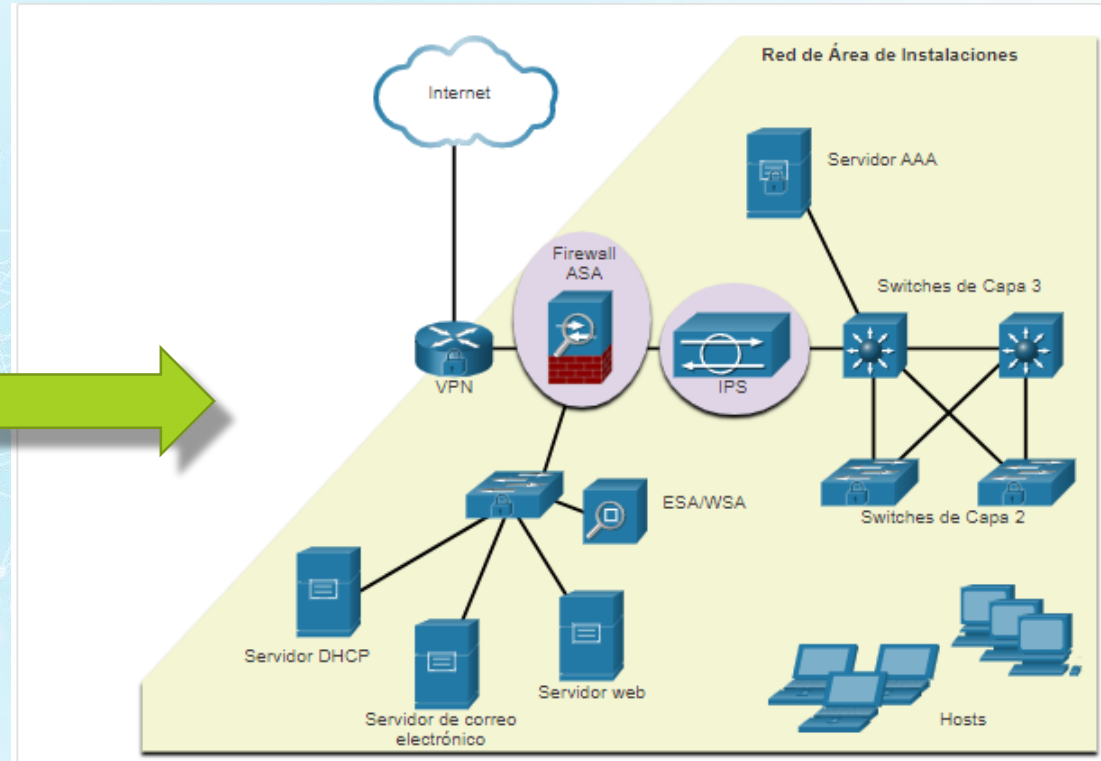 Red de Área de Instalaciones
Internet
Servidor AAA
Firewall
ASA
Switches de Capa 3
VPN
IPS
ESA/WSA
Switches de Capa 2
Servidor DHCP
Servidor web
Servidor de correo
electrónico
Hosts